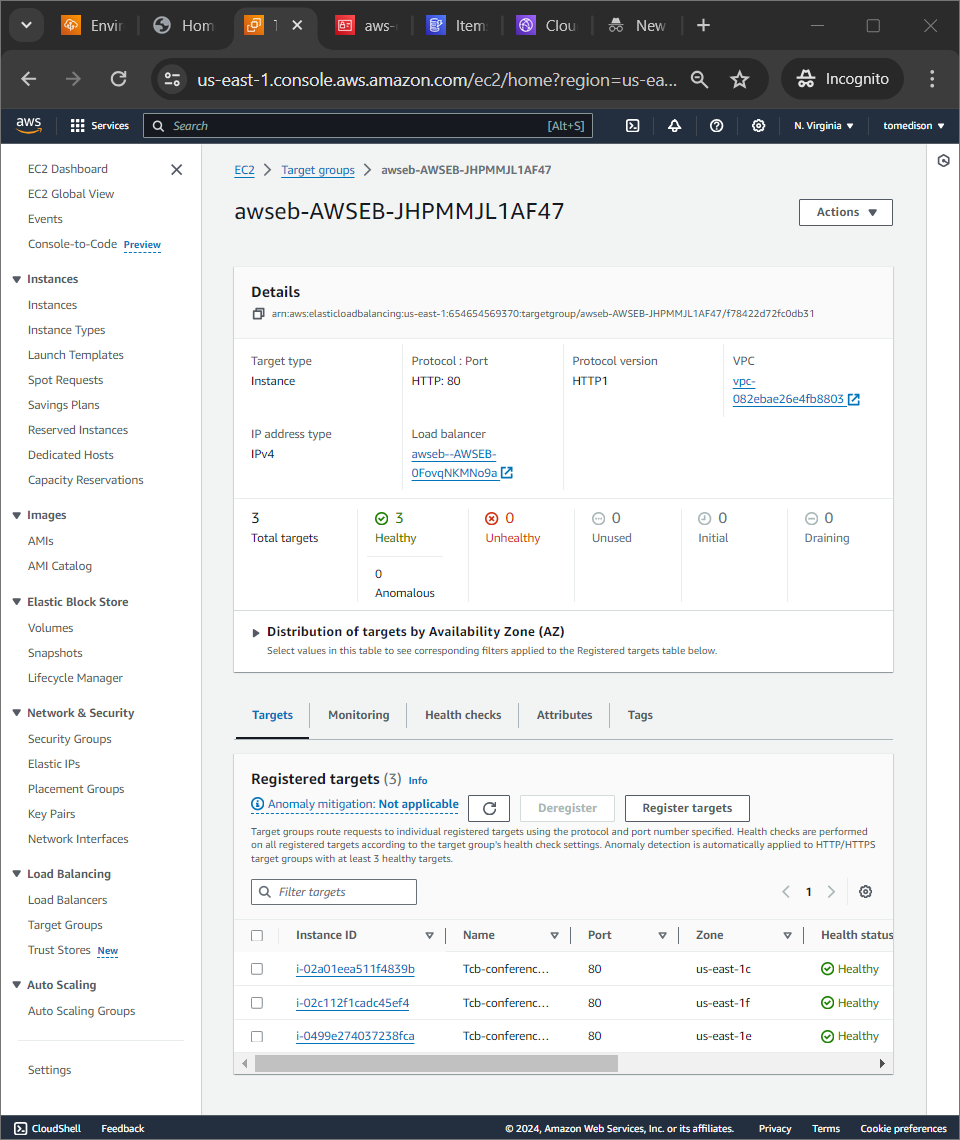 Envir
Hom
T
aws-
Item
Clou
New
us-east-1.console.aws.amazon.com/ec2/home?region=us-ea...
Incognito
aws
Services
Search
[Alt+S]
N. Virginia
tomedison
EC2 Dashboard
EC2 Global View
Events
Console-to-Code Preview
Instances
Instances
Instance Types
Launch Templates
Spot Requests
Savings Plans
Reserved Instances
Dedicated Hosts
Capacity Reservations
Images
AMIs
AMI Catalog
Elastic Block Store
Volumes
Snapshots
Lifecycle Manager
Network & Security
Security Groups
Elastic IPs
Placement Groups
Key Pairs
Network Interfaces
Load Balancing
Load Balancers
Target Groups
Trust Stores New
Auto Scaling
Auto Scaling Groups
Settings
EC2 > Target groups > awseb-AWSEB-JHPMMJL1AF47
awseb-AWSEB-JHPMMJL1AF47
Actions
Details
arn:aws:elasticloadbalancing:us-east-1:654654569370:targetgroup/awseb-AWSEB-JHPMMJL1AF47/f78422d72fc0db31
Target type
Instance
Protocol : Port
HTTP: 80
Protocol version
HTTP1
VPC
vpc-
082ebae26e4fb8803
IP address type
IPv4
Load balancer
awseb--AWSEB-
0FovqNKMNo9a
3
Total targets
3
Healthy
0
Anomalous
0
Unhealthy
0
Unused
0
Initial
0
Draining
Distribution of targets by Availability Zone (AZ)
Select values in this table to see corresponding filters applied to the Registered targets table below.
Targets
Monitoring
Health checks
Attributes
Tags
Registered targets (3) Info
Anomaly mitigation: Not applicable
Deregister
Register targets
Target groups route requests to individual registered targets using the protocol and port number specified. Health checks are performed
on all registered targets according to the target group's health check settings. Anomaly detection is automatically applied to HTTP/HTTPS
target groups with at least 3 healthy targets.
Filter targets
1
Instance ID Name Port Zone Health status
i-02a01eea511f4839b Tcb-conferenc... 80 us-east-1c Healthy
i-02c112f1cadc45ef4 Tcb-conferenc... 80 us-east-1f Healthy
i-0499e274037238fca Tcb-conferenc... 80 us-east-1e Healthy
CloudShell
Feedback
© 2024, Amazon Web Services, Inc. or its affiliates.
Privacy
Terms
Cookie preferences